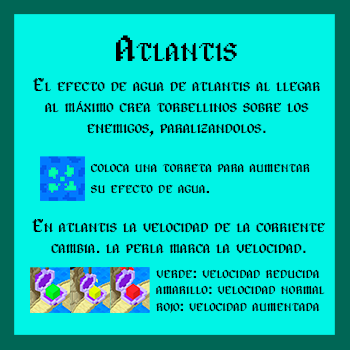 Atlantis
El efecto de agua de atlantis al llegar
al máximo crea torbellinos sobre los
enemigos, paralizandolos.
coloca una torreta para aumentar
su efecto de agua.
En atlantis la velocidad de la corriente
cambia. la perla marca la velocidad.
verde: velocidad reducida
amarillo: velocidad normal
rojo: velocidad aumentada